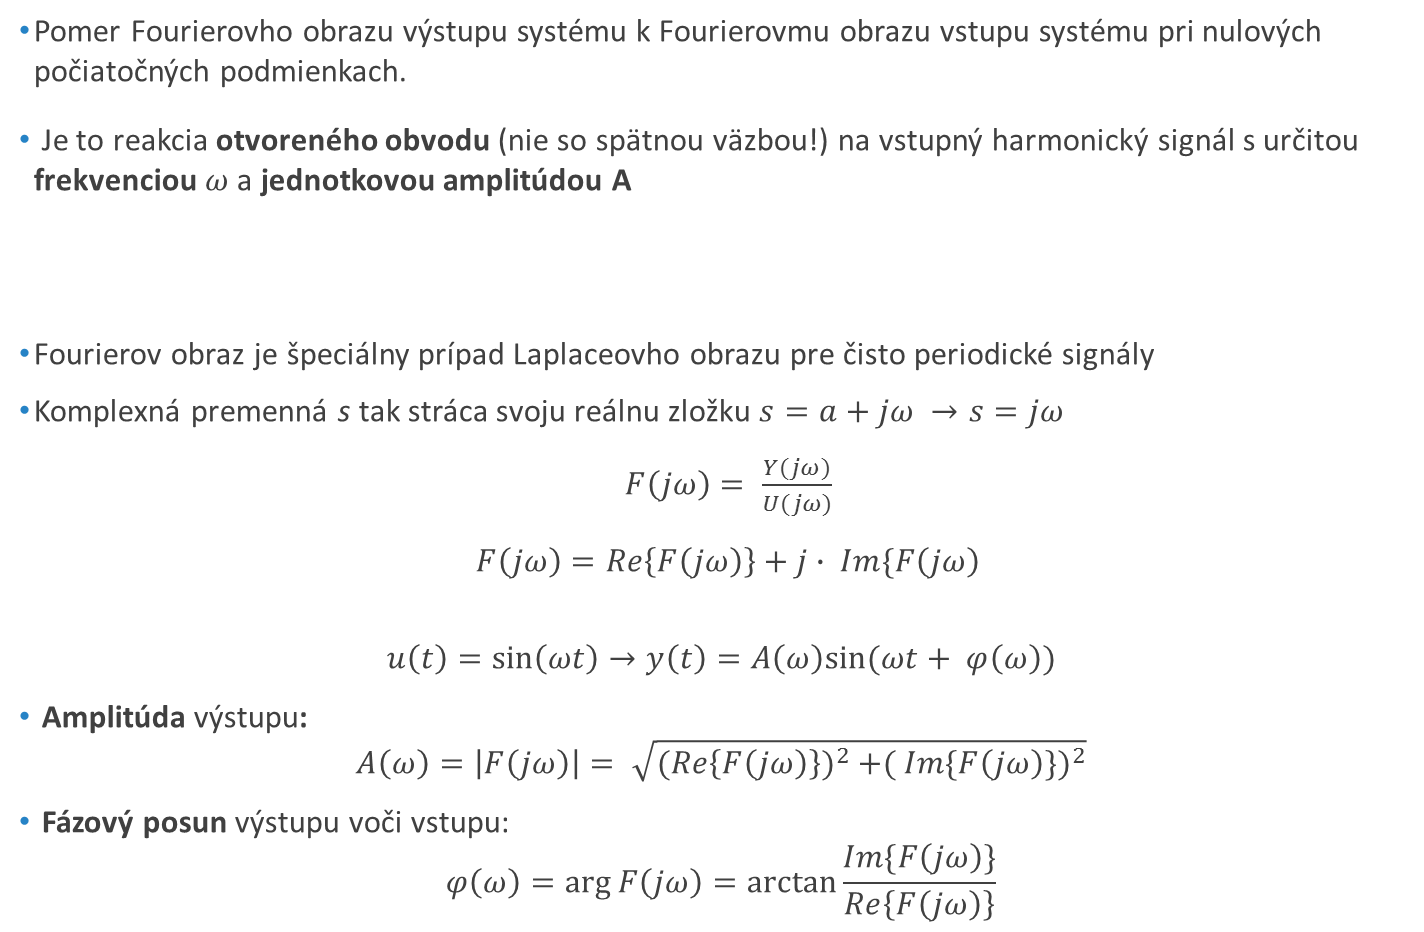 •Pomer Fourierovho obrazu výstupu systému k Fourierovmu obrazu vstupu systému pri nulových
počiatočných podmienkach.
• Je to reakcia otvoreného obvodu (nie so spätnou väzbou!) na vstupný harmonický signál s určitou
frekvenciou ω a jednotkovou amplitúdou A
•Fourierov obraz je špeciálny prípad Laplaceovho obrazu pre čisto periodické signály
•Komplexná premenná s tak stráca svoju reálnu zložku s = a + jω → s = jω
F(jω) = Y(jω)/U(jω)
F(jω) = Re{F(jω)} + j · Im{F(jω)
u(t) = sin(ωt) → y(t) = A(ω)sin(ωt + φ(ω))
• Amplitúda výstupu:
A(ω) = |F(jω)| = √(Re{F(jω)})² +( Im{F(jω)})²
• Fázový posun výstupu voči vstupu:
φ(ω) = arg F(jω) = arctan Im{F(jω)}/Re{F(jω)}